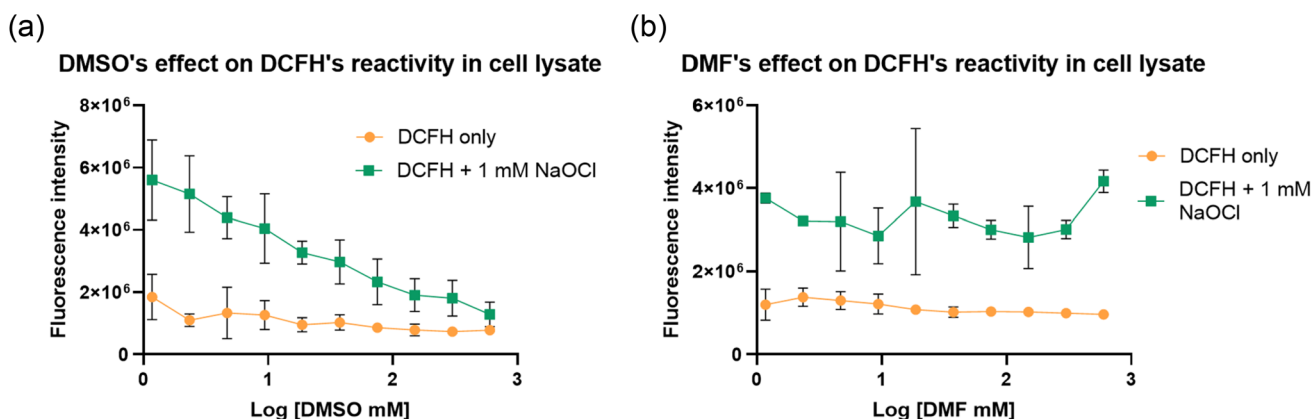 (a)
DMSO's effect on DCFH's reactivity in cell lysate
Fluorescence intensity
8×10⁶
6×10⁶
4×10⁶
2×10⁶
0
DCFH only
DCFH + 1 mM NaOCl
0 1 2 3
Log [DMSO mM]
(b)
DMF's effect on DCFH's reactivity in cell lysate
Fluorescence intensity
6×10⁶
4×10⁶
2×10⁶
0
DCFH only
DCFH + 1 mM
NaOCl
0 1 2 3
Log [DMF mM]